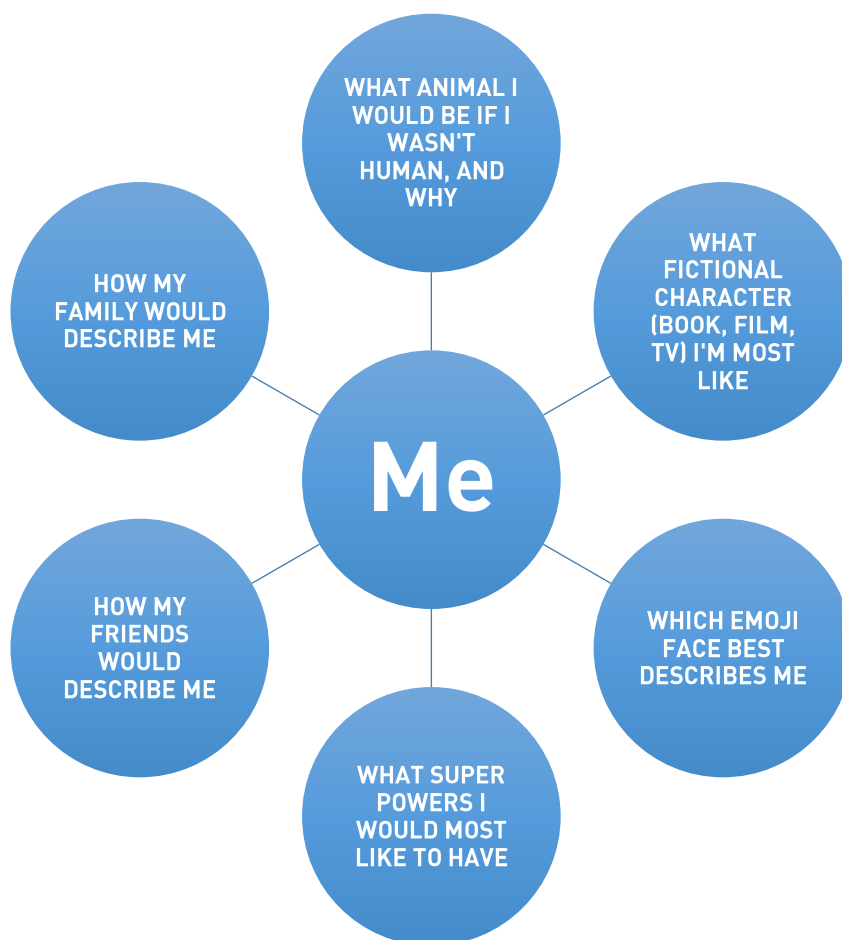 WHAT ANIMAL I
WOULD BE IF I
WASN'T
HUMAN, AND
WHY
WHAT
FICTIONAL
CHARACTER
(BOOK, FILM,
TV) I'M MOST
LIKE
WHICH EMOJI
FACE BEST
DESCRIBES ME
WHAT SUPER
POWERS I
WOULD MOST
LIKE TO HAVE
HOW MY
FRIENDS
WOULD
DESCRIBE ME
HOW MY
FAMILY WOULD
DESCRIBE ME
Me